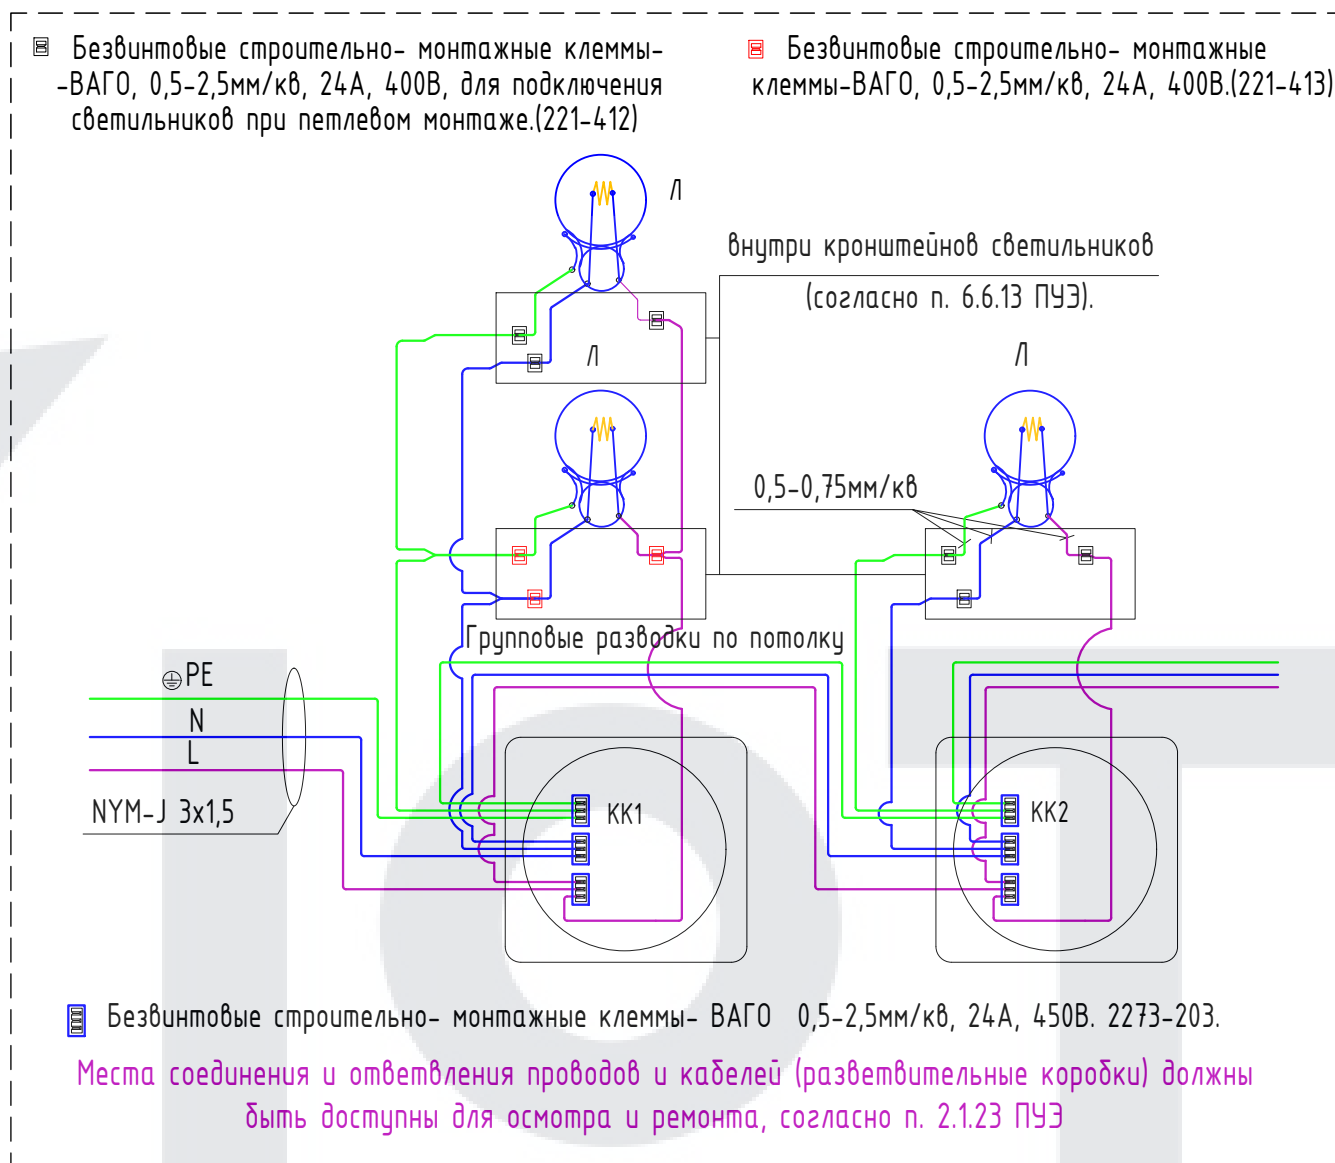 Безвинтовые строительно- монтажные клеммы-
-ВАГО, 0,5-2,5мм/кв, 24А, 400В, для подключения
светильников при петлевом монтаже.(221-412)
Безвинтовые строительно- монтажные
клеммы-ВАГО, 0,5-2,5мм/кв, 24А, 400В.(221-413)
Л
внутри кронштейнов светильников
(согласно п. 6.6.13 ПУЭ).
Л
Л
0,5-0,75мм/кв
Групповые разводки по потолку
PE
N
L
NYM-J 3x1,5
КК1
КК2
Безвинтовые строительно- монтажные клеммы- ВАГО 0,5-2,5мм/кв, 24А, 450В. 2273-203.
Места соединения и ответвления проводов и кабелей (разветвительные коробки) должны
быть доступны для осмотра и ремонта, согласно п. 2.1.23 ПУЭ